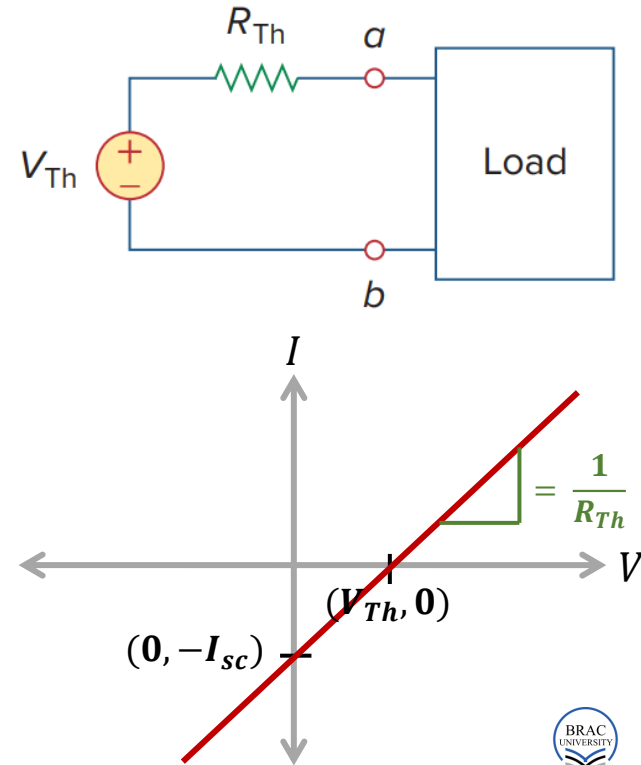 R_Th
a
V_Th
+
−
Load
b
I
= 1/R_Th
V
(V_Th, 0)
(0, −I_sc)
BRAC
UNIVERSITY